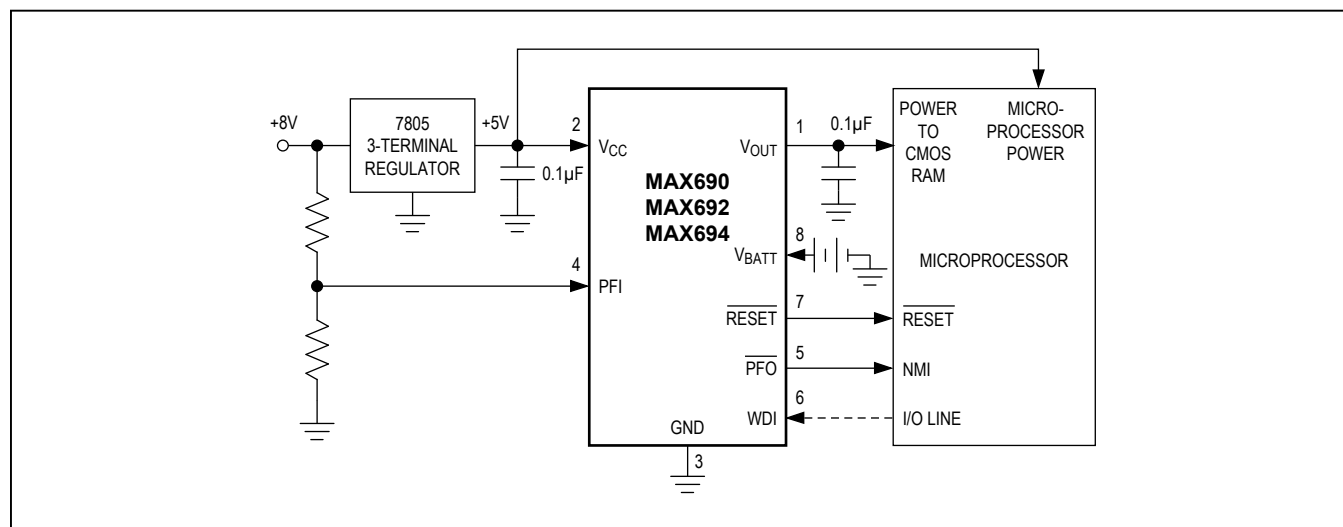 +8V
7805
3-TERMINAL
REGULATOR
+5V
0.1µF
2
VCC
4
PFI
MAX690
MAX692
MAX694
VOUT
1
0.1µF
VBATT
8
RESET
7
PFO
5
WDI
6
GND
3
POWER
TO
CMOS
RAM
MICRO-
PROCESSOR
POWER
MICROPROCESSOR
RESET
NMI
I/O LINE